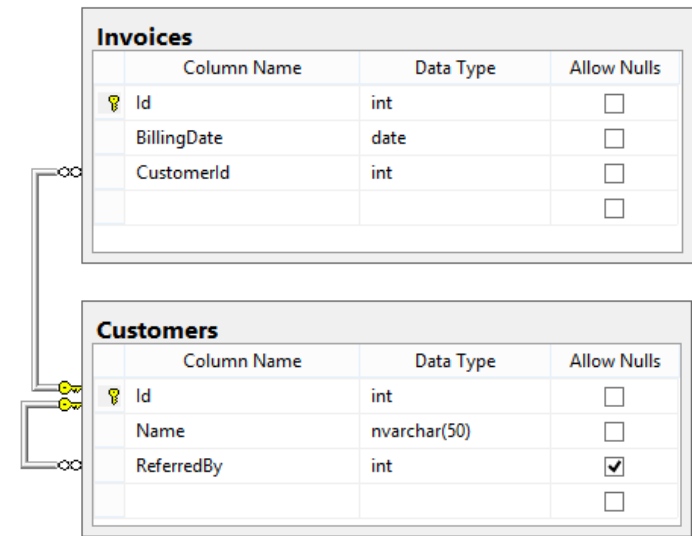 Invoices
Column Name Data Type Allow Nulls
Id int
BillingDate date
CustomerId int
Customers
Column Name Data Type Allow Nulls
Id int
Name nvarchar(50)
ReferredBy int